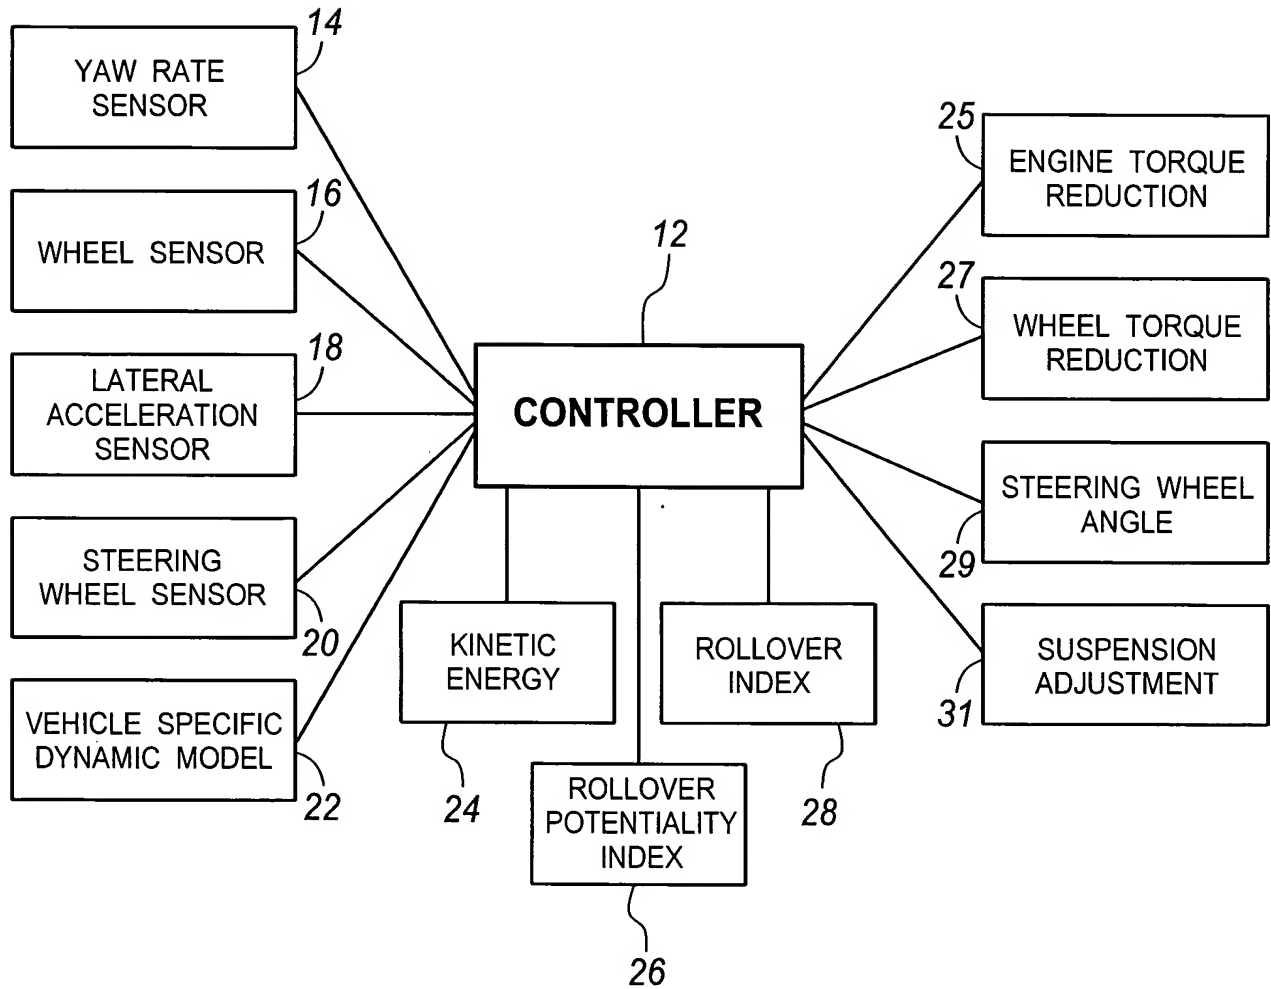 14
YAW RATE
SENSOR
16
WHEEL SENSOR
18
LATERAL
ACCELERATION
SENSOR
STEERING
WHEEL SENSOR
20
VEHICLE SPECIFIC
DYNAMIC MODEL
22
12
CONTROLLER
KINETIC
ENERGY
24
ROLLOVER
POTENTIALITY
INDEX
26
ROLLOVER
INDEX
28
25
ENGINE TORQUE
REDUCTION
27
WHEEL TORQUE
REDUCTION
STEERING WHEEL
ANGLE
29
SUSPENSION
ADJUSTMENT
31